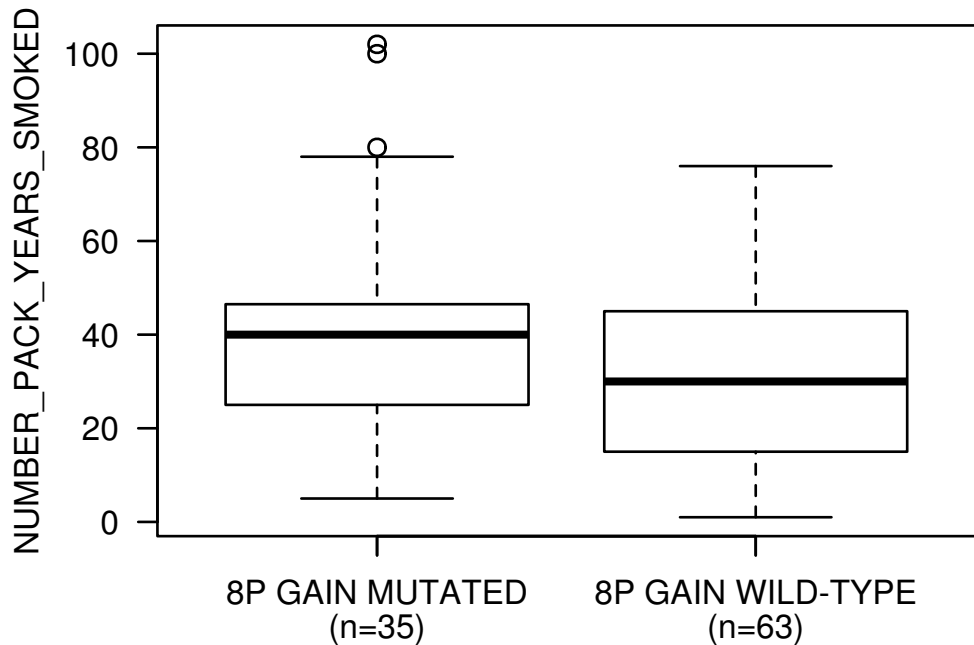 NUMBER_PACK_YEARS_SMOKED
100
80
60
40
20
0
8P GAIN MUTATED
(n=35)
8P GAIN WILD-TYPE
(n=63)